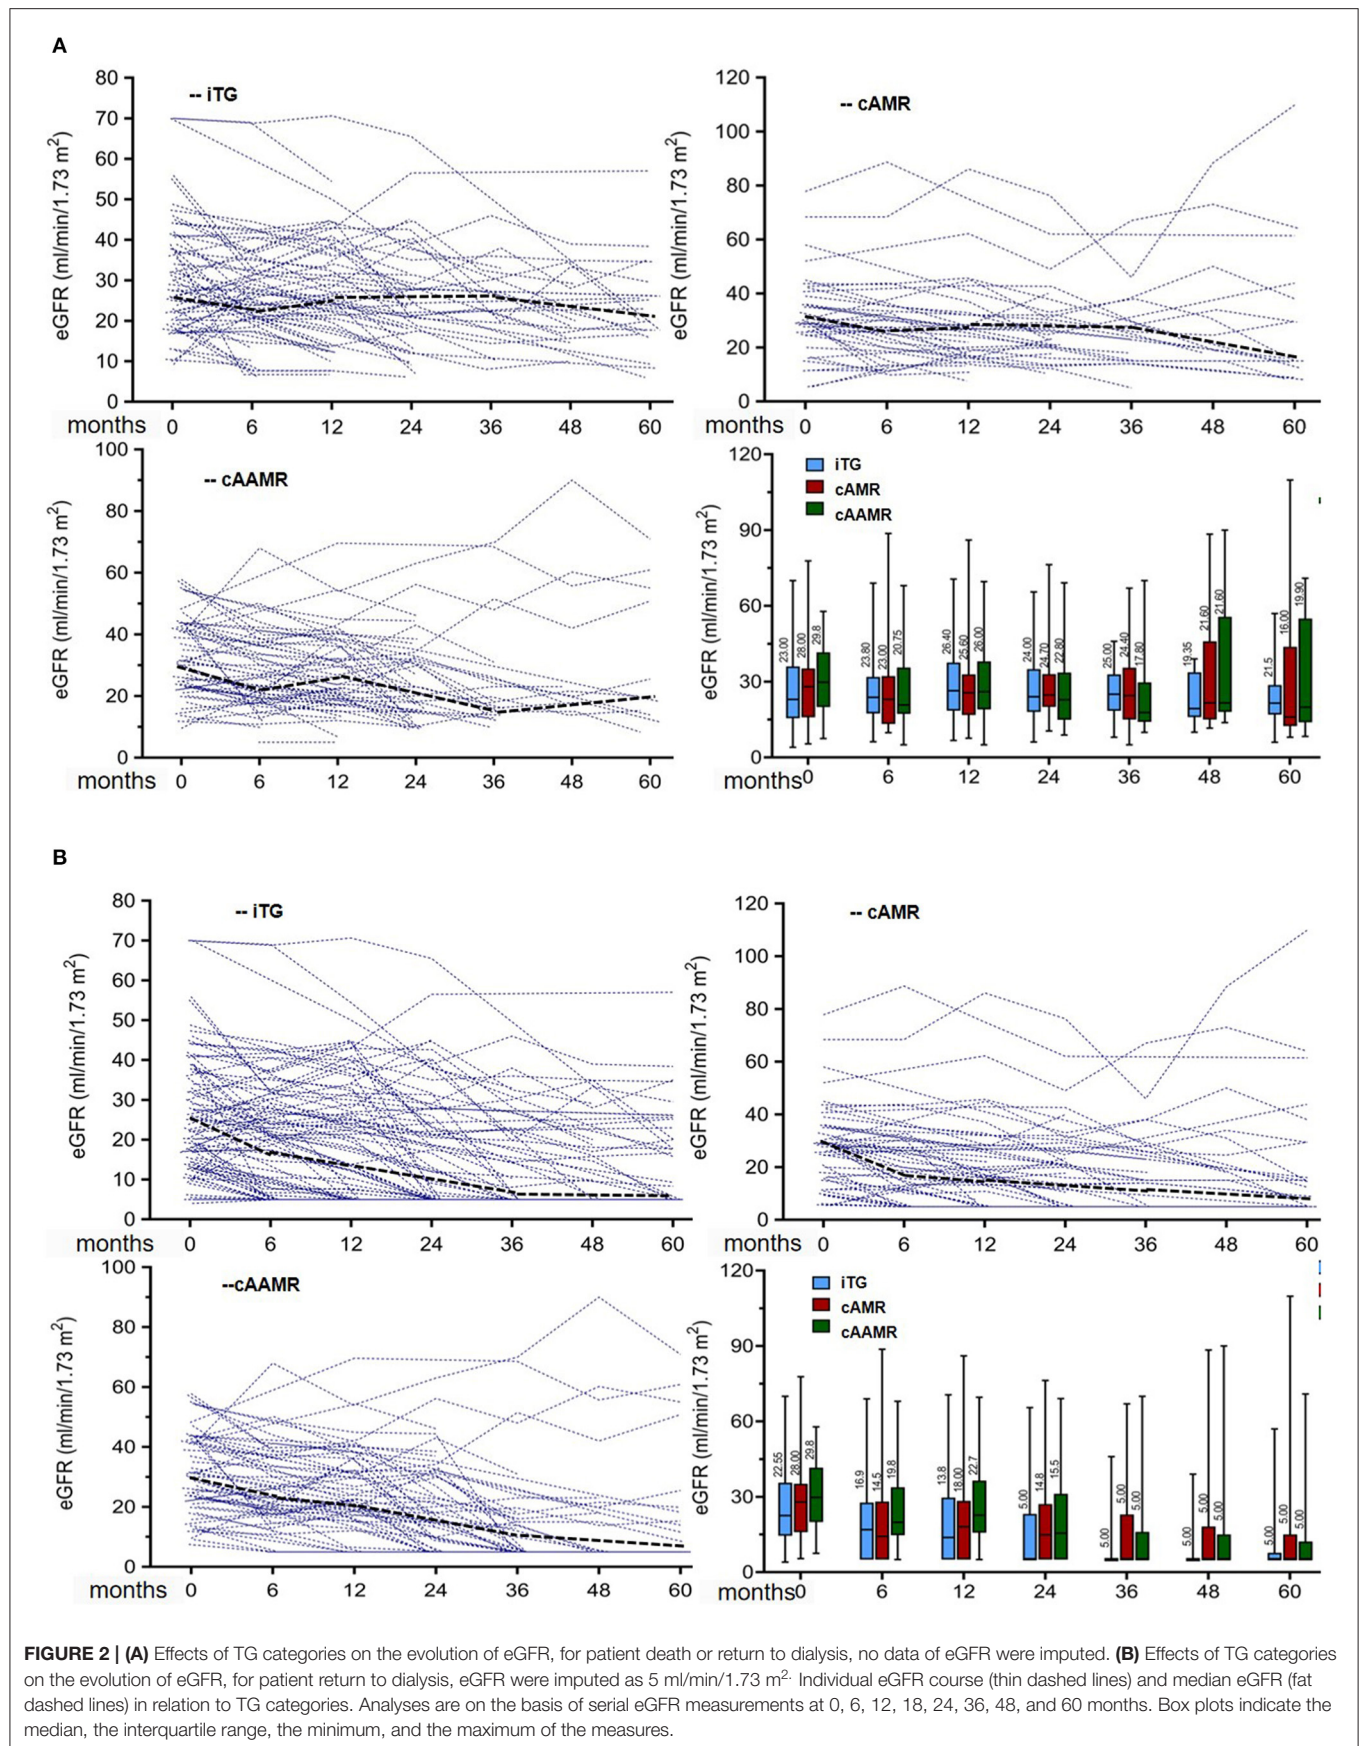 A
-- iTG
80
70
60
50
40
30
20
10
0
eGFR (ml/min/1.73 m2)
months 0 6 12 24 36 48 60
-- cAMR
120
100
80
60
40
20
0
eGFR (ml/min/1.73 m2)
months 0 6 12 24 36 48 60
-- cAAMR
100
80
60
40
20
0
eGFR (ml/min/1.73 m2)
months 0 6 12 24 36 48 60
iTG
cAMR
cAAMR
120
90
60
30
0
eGFR (ml/min/1.73 m2)
23.00 28.00 29.8
23.80 23.00 20.75
26.40 25.60 26.00
24.00 24.70 22.80
25.00 24.40 17.80
19.35 21.60 21.60
21.5 16.00 19.90
months 0 6 12 24 36 48 60
B
-- iTG
80
70
60
50
40
30
20
10
0
eGFR (ml/min/1.73 m2)
months 0 6 12 24 36 48 60
-- cAMR
120
100
80
60
40
20
0
eGFR (ml/min/1.73 m2)
months 0 6 12 24 36 48 60
--cAAMR
100
80
60
40
20
0
eGFR (ml/min/1.73 m2)
months 0 6 12 24 36 48 60
iTG
cAMR
cAAMR
120
90
60
30
0
eGFR (ml/min/1.73 m2)
22.55 28.00 29.8
16.9 14.5 19.8
13.8 18.00 22.7
5.00 14.8 15.5
5.00 5.00 5.00
5.00 5.00 5.00
5.00 5.00 5.00
months 0 6 12 24 36 48 60
FIGURE 2 | (A) Effects of TG categories on the evolution of eGFR, for patient death or return to dialysis, no data of eGFR were imputed. (B) Effects of TG categories
on the evolution of eGFR, for patient return to dialysis, eGFR were imputed as 5 ml/min/1.73 m2. Individual eGFR course (thin dashed lines) and median eGFR (fat
dashed lines) in relation to TG categories. Analyses are on the basis of serial eGFR measurements at 0, 6, 12, 18, 24, 36, 48, and 60 months. Box plots indicate the
median, the interquartile range, the minimum, and the maximum of the measures.